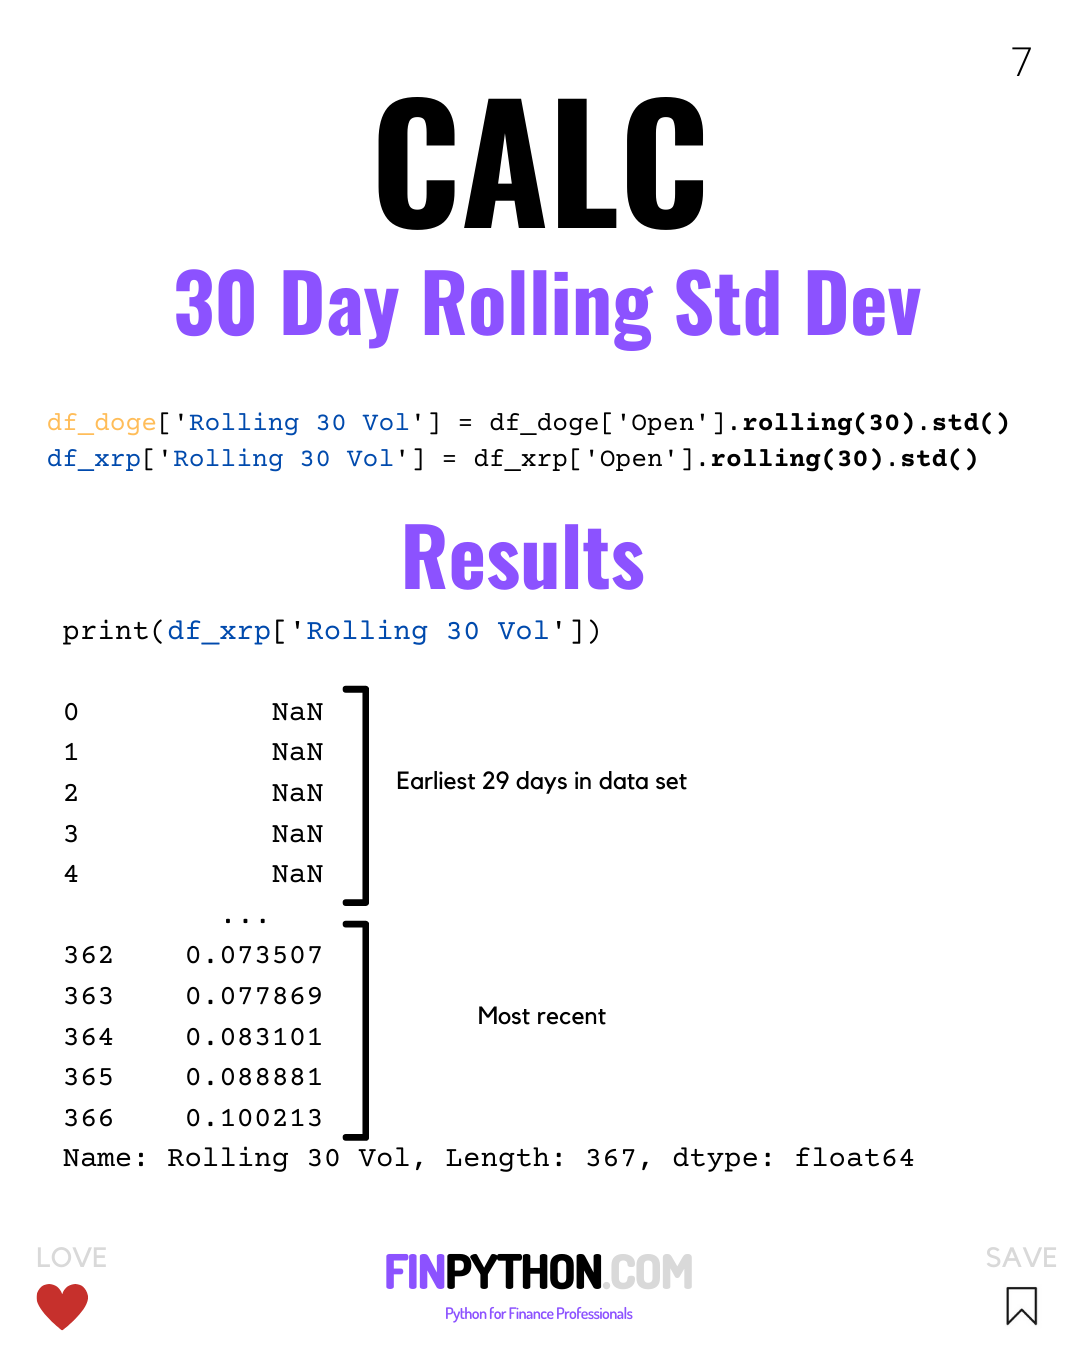 7
CALC
30 Day Rolling Std Dev
df_doge['Rolling 30 Vol'] = df_doge['Open'].rolling(30).std()
df_xrp['Rolling 30 Vol'] = df_xrp['Open'].rolling(30).std()
Results
print(df_xrp['Rolling 30 Vol'])
0 NaN
1 NaN
2 NaN
3 NaN
4 NaN
Earliest 29 days in data set
...
362 0.073507
363 0.077869
364 0.083101
365 0.088881
366 0.100213
Most recent
Name: Rolling 30 Vol, Length: 367, dtype: float64
LOVE
FINPYTHON.COM
Python for Finance Professionals
SAVE